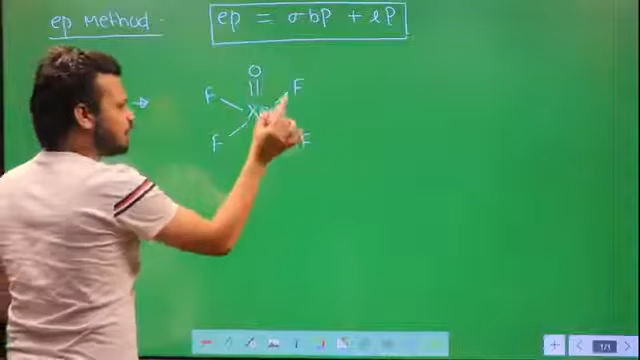 ep method -
ep = σbp + lp
O
F F
Xe
F F
1/1